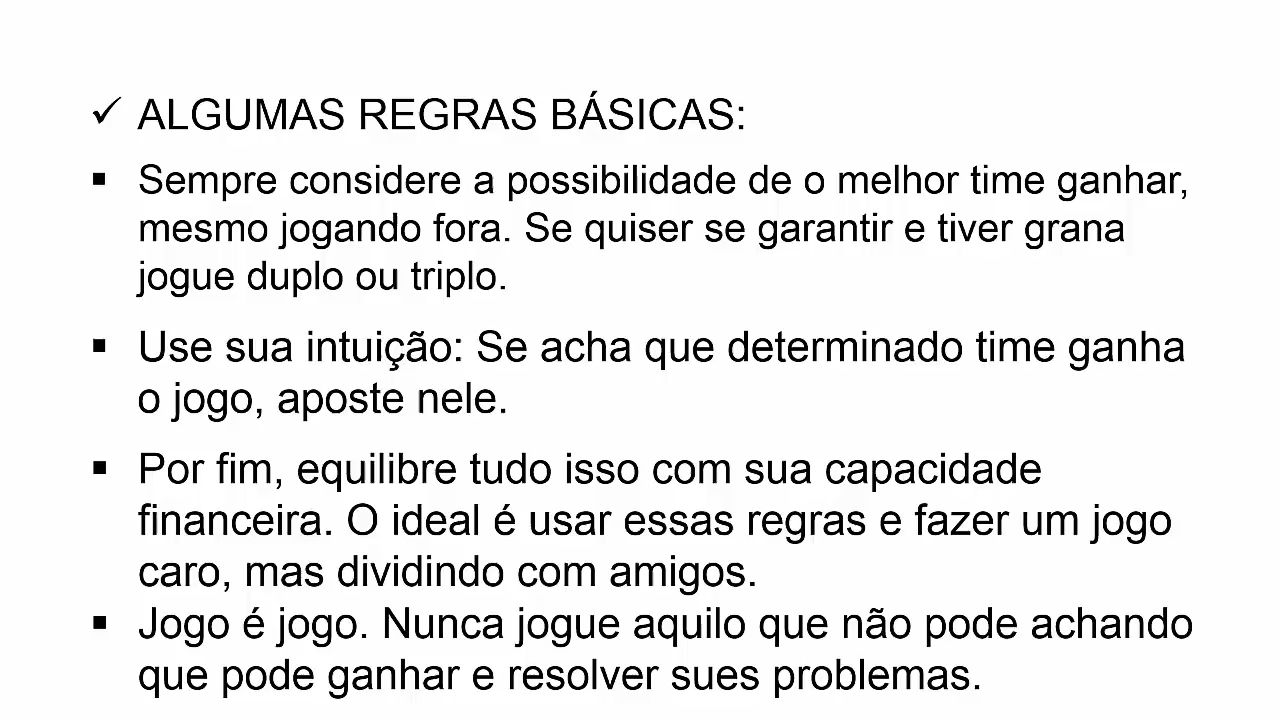 ✓ ALGUMAS REGRAS BÁSICAS:
▪ Sempre considere a possibilidade de o melhor time ganhar,
mesmo jogando fora. Se quiser se garantir e tiver grana
jogue duplo ou triplo.
▪ Use sua intuição: Se acha que determinado time ganha
o jogo, aposte nele.
▪ Por fim, equilibre tudo isso com sua capacidade
financeira. O ideal é usar essas regras e fazer um jogo
caro, mas dividindo com amigos.
▪ Jogo é jogo. Nunca jogue aquilo que não pode achando
que pode ganhar e resolver sues problemas.